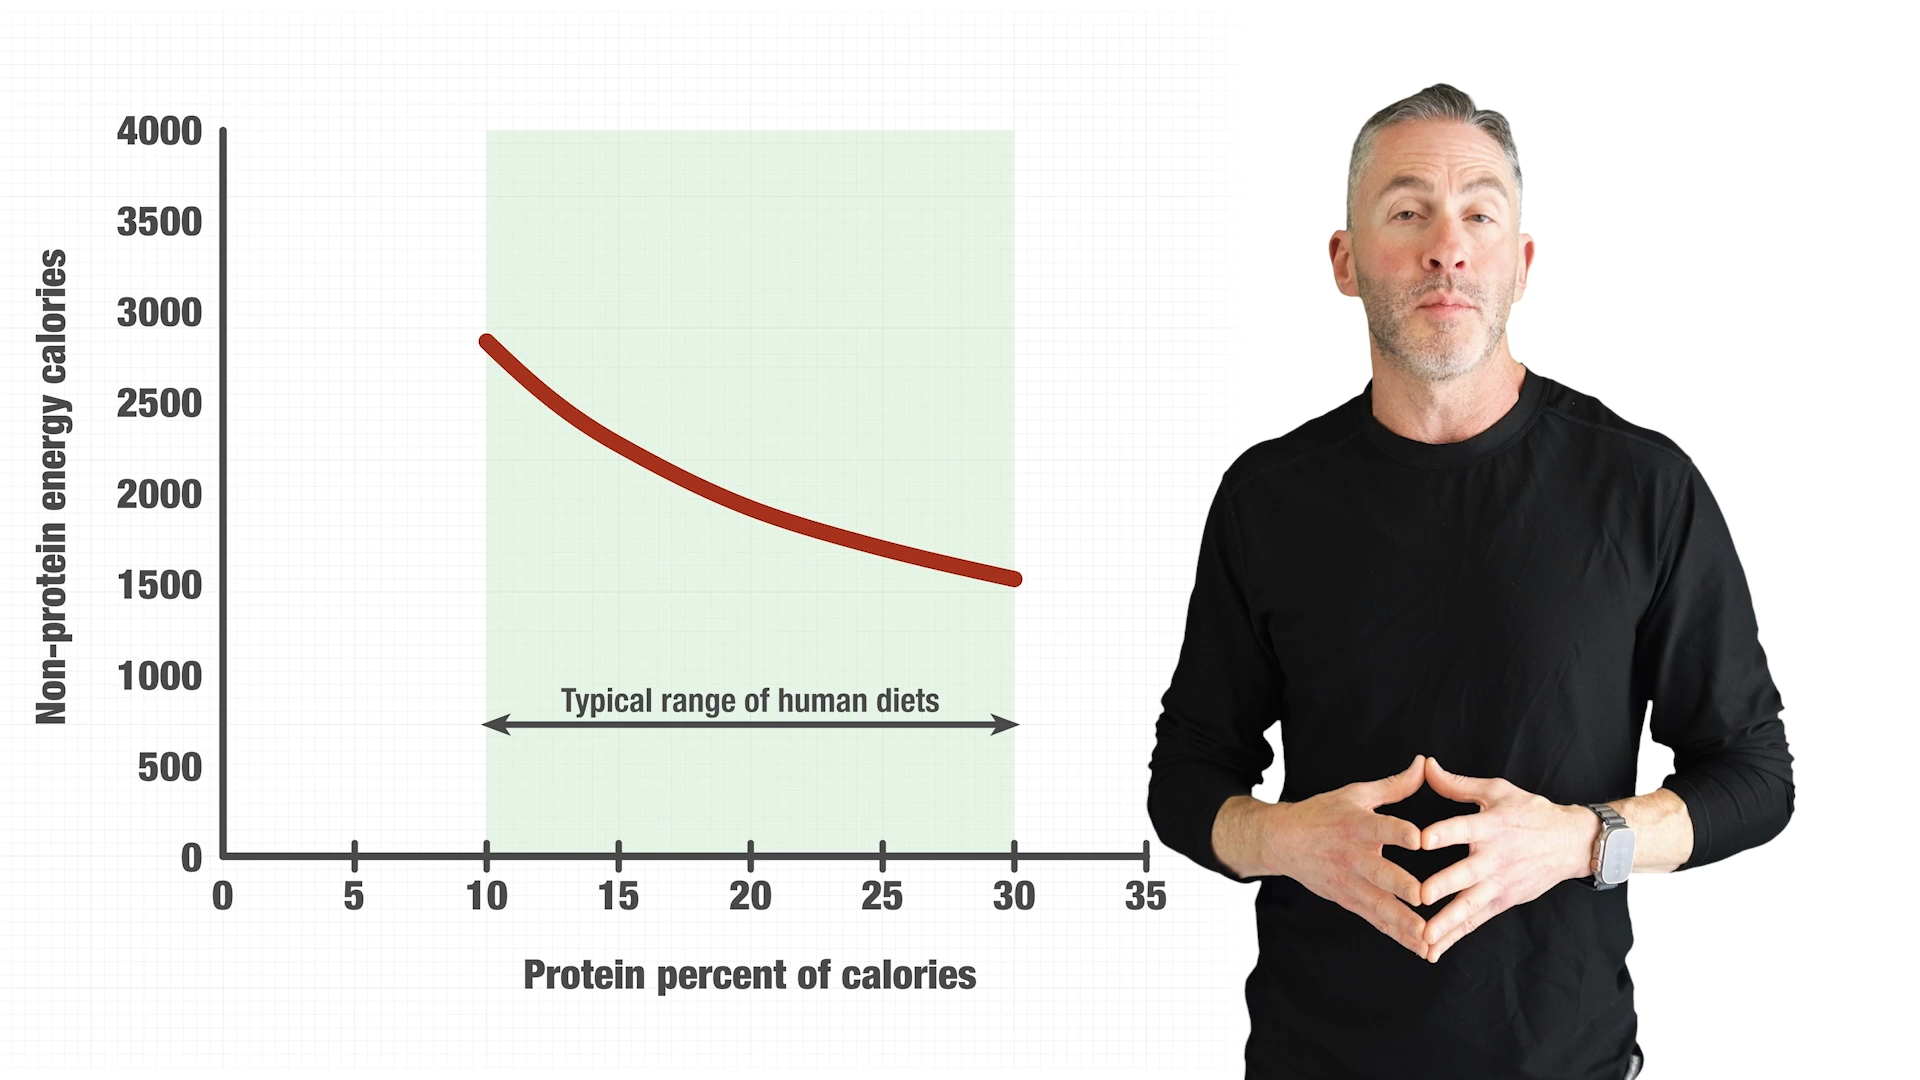 Non-protein energy calories
4000
3500
3000
2500
2000
1500
1000
500
0
Typical range of human diets
0 5 10 15 20 25 30 35
Protein percent of calories